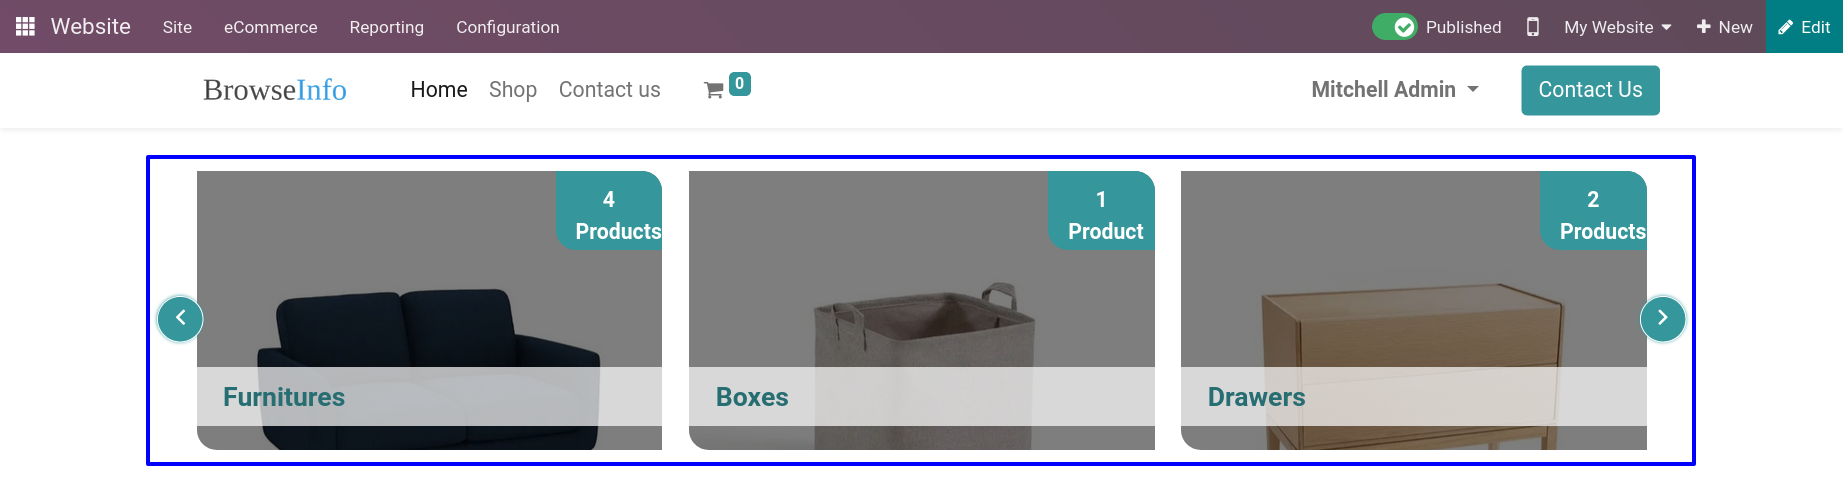 Website Site eCommerce Reporting Configuration Published My Website New Edit
BrowseInfo Home Shop Contact us 0 Mitchell Admin Contact Us
4 Products
1 Product
2 Products
Furnitures
Boxes
Drawers